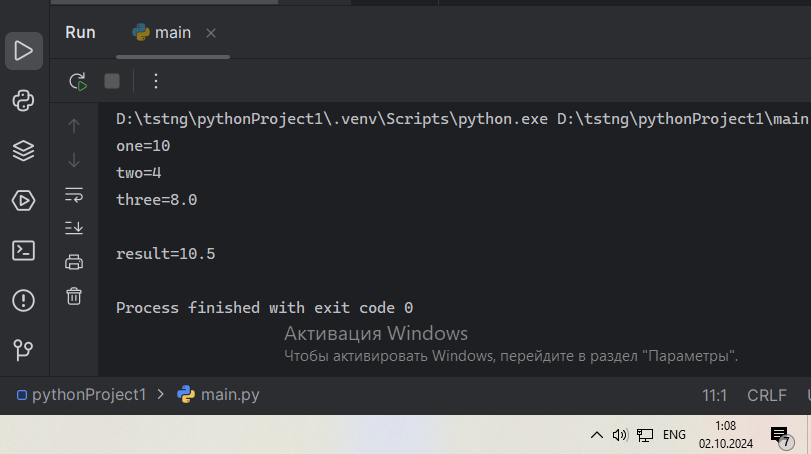 Run
main
D:\tstng\pythonProject1\.venv\Scripts\python.exe D:\tstng\pythonProject1\main
one=10
two=4
three=8.0
result=10.5
Process finished with exit code 0
Активация Windows
Чтобы активировать Windows, перейдите в раздел "Параметры".
pythonProject1 > main.py 11:1 CRLF
ENG
1:08
02.10.2024
7